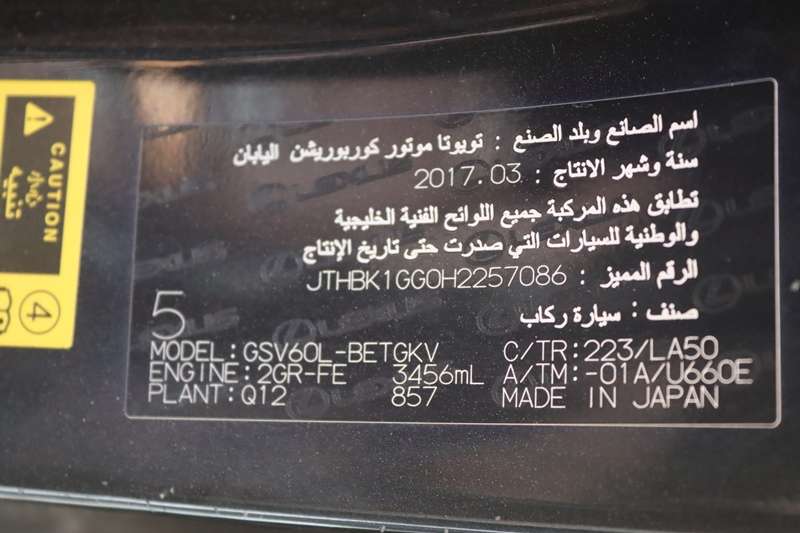 اسم الصانع وبلد الصنع : تويوتا موتور كوربوريشن اليابان
سنة وشهر الانتاج : 2017.03
تطابق هذه المركبة جميع اللوائح الفنية الخليجية
والوطنية للسيارات التي صدرت حتى تاريخ الإنتاج
الرقم المميز : JTHBK1GG0H2257086
صنف : سيارة ركاب
5
MODEL:GSV60L-BETGKV C/TR:223/LA50
ENGINE:2GR-FE 3456mL A/TM:-01A/U660E
PLANT:Q12 857 MADE IN JAPAN
CAUTION
تنبيه
4